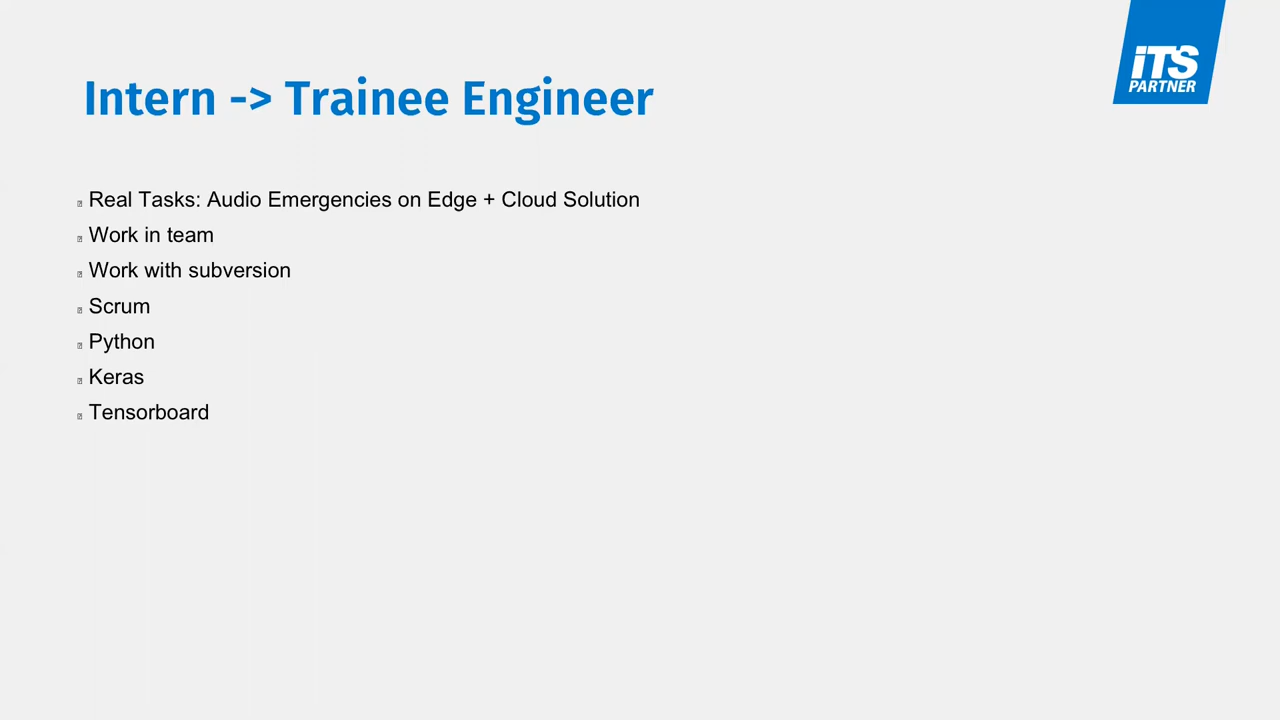 iTS
PARTNER
Intern -> Trainee Engineer
Real Tasks: Audio Emergencies on Edge + Cloud Solution
Work in team
Work with subversion
Scrum
Python
Keras
Tensorboard